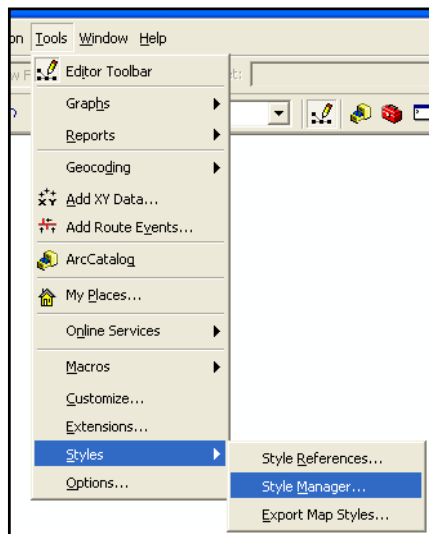 on Tools Window Help
Editor Toolbar
Graphs
Reports
Geocoding
Add XY Data...
Add Route Events...
ArcCatalog
My Places...
Online Services
Macros
Customize...
Extensions...
Styles
Options...
Style References...
Style Manager...
Export Map Styles...